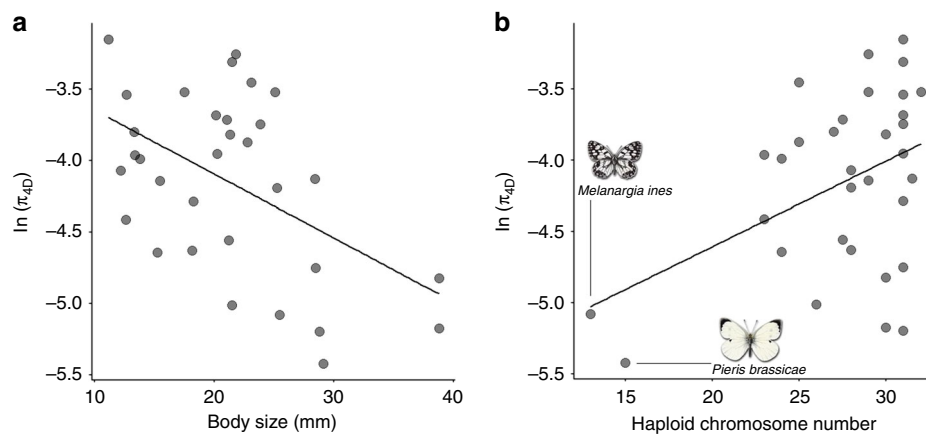 a
ln (π4D)
−3.5
−4.0
−4.5
−5.0
−5.5
10
20
30
40
Body size (mm)
b
ln (π4D)
−3.5
−4.0
−4.5
−5.0
−5.5
Melanargia ines
Pieris brassicae
15
20
25
30
Haploid chromosome number